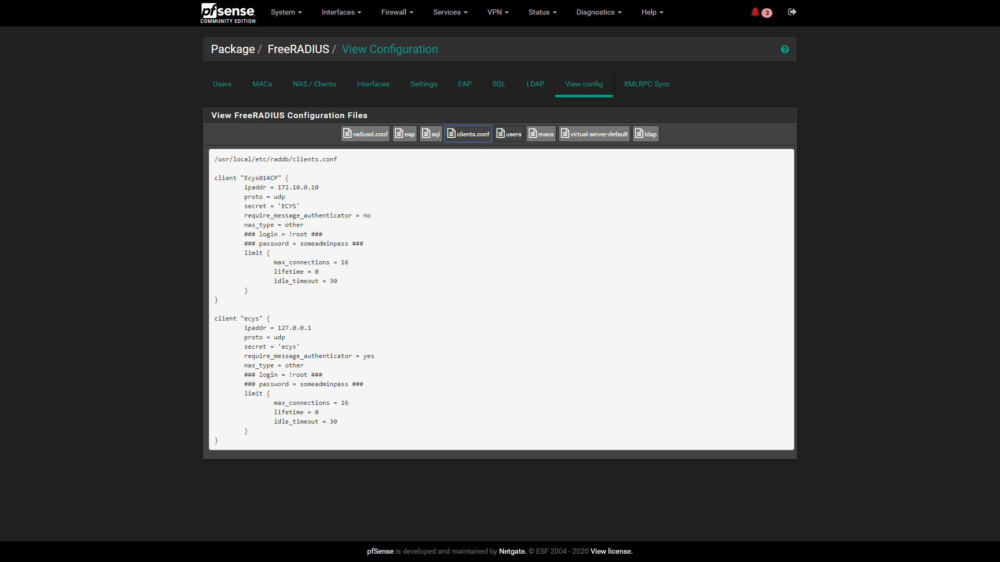 pfsense
COMMUNITY EDITION
System
Interfaces
Firewall
Services
VPN
Status
Diagnostics
Help
3
Package / FreeRADIUS / View Configuration
Users
MACs
NAS / Clients
Interfaces
Settings
EAP
SQL
LDAP
View config
XMLRPC Sync
View FreeRADIUS Configuration Files
radiusd.conf
eap
sql
clients.conf
users
macs
virtual-server-default
ldap
/usr/local/etc/raddb/clients.conf
client "Ecys014CP" {
ipaddr = 172.10.0.10
proto = udp
secret = 'ECYS'
require_message_authenticator = no
nas_type = other
### login = !root ###
### password = someadminpass ###
limit {
max_connections = 16
lifetime = 0
idle_timeout = 30
}
}
client "ecys" {
ipaddr = 127.0.0.1
proto = udp
secret = 'ecys'
require_message_authenticator = yes
nas_type = other
### login = !root ###
### password = someadminpass ###
limit {
max_connections = 16
lifetime = 0
idle_timeout = 30
}
}
pfSense is developed and maintained by Netgate. © ESF 2004 - 2020 View license.